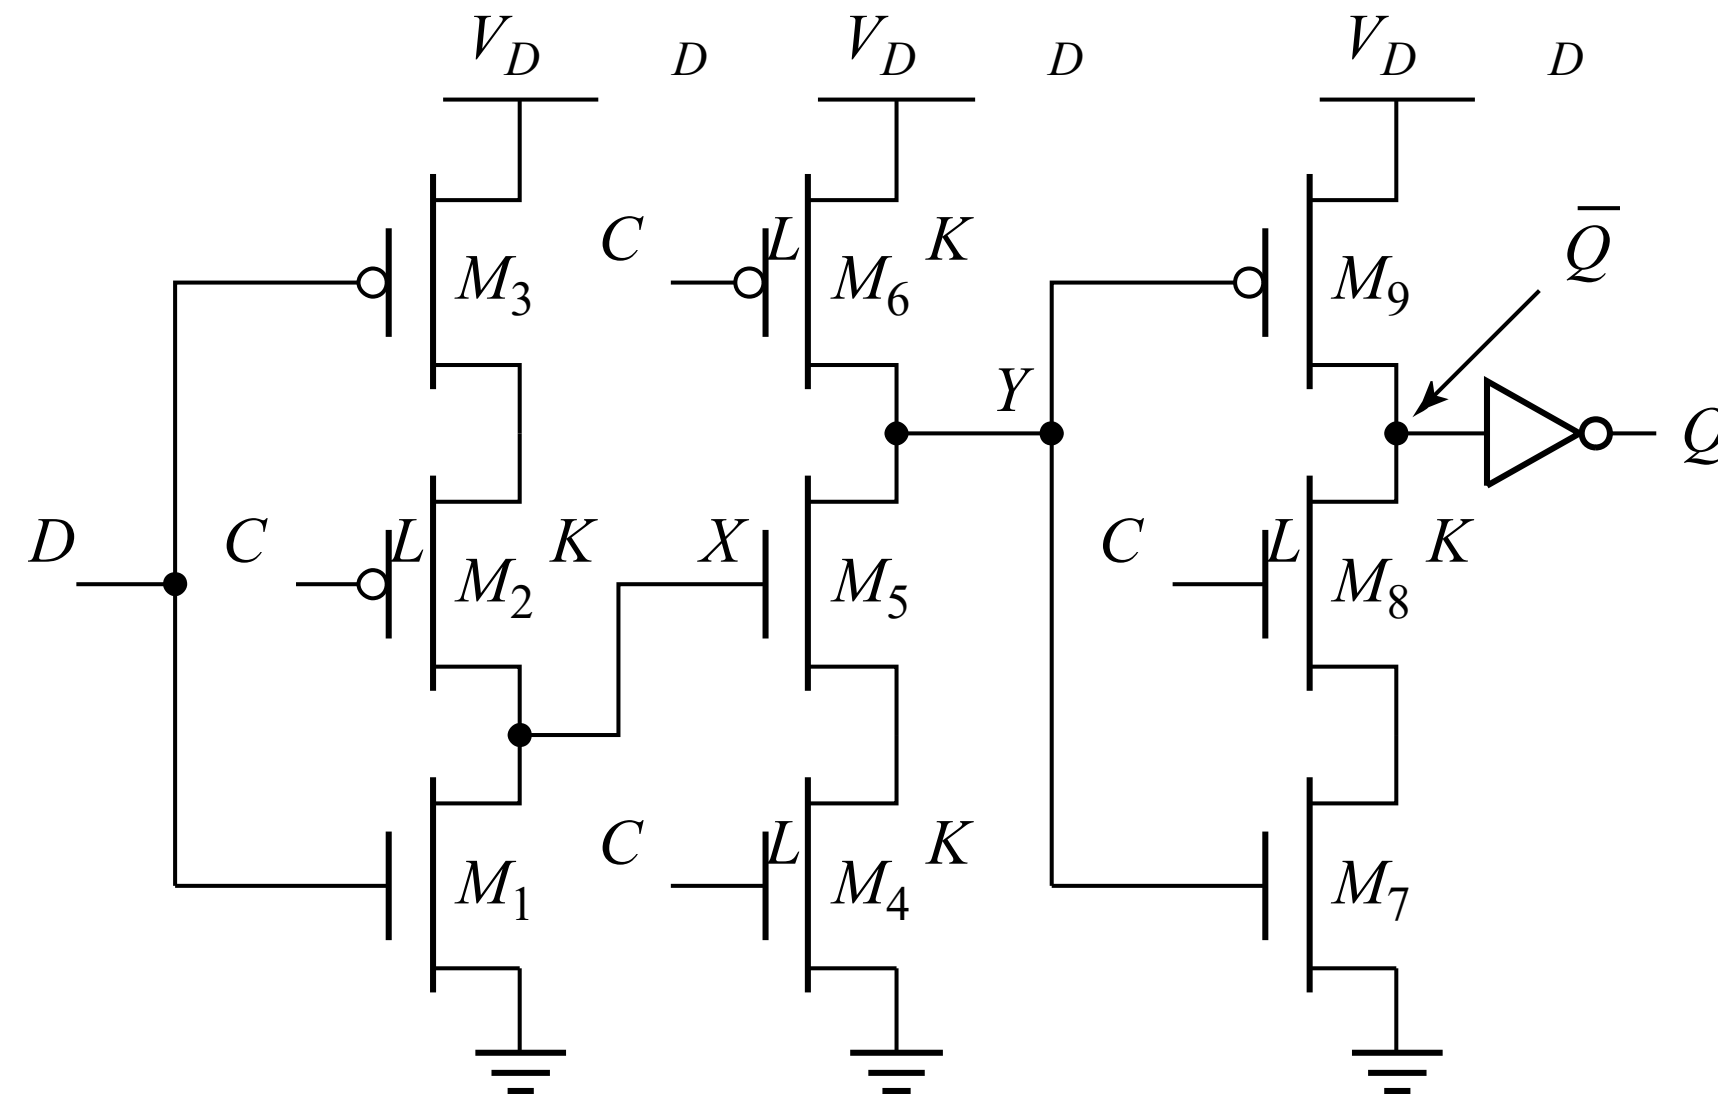 V_D D V_D D V_D D
C L K Q̅
M_3 M_6 M_9
Y
Q
D C L K X C L K
M_2 M_5 M_8
C L K
M_1 M_4 M_7